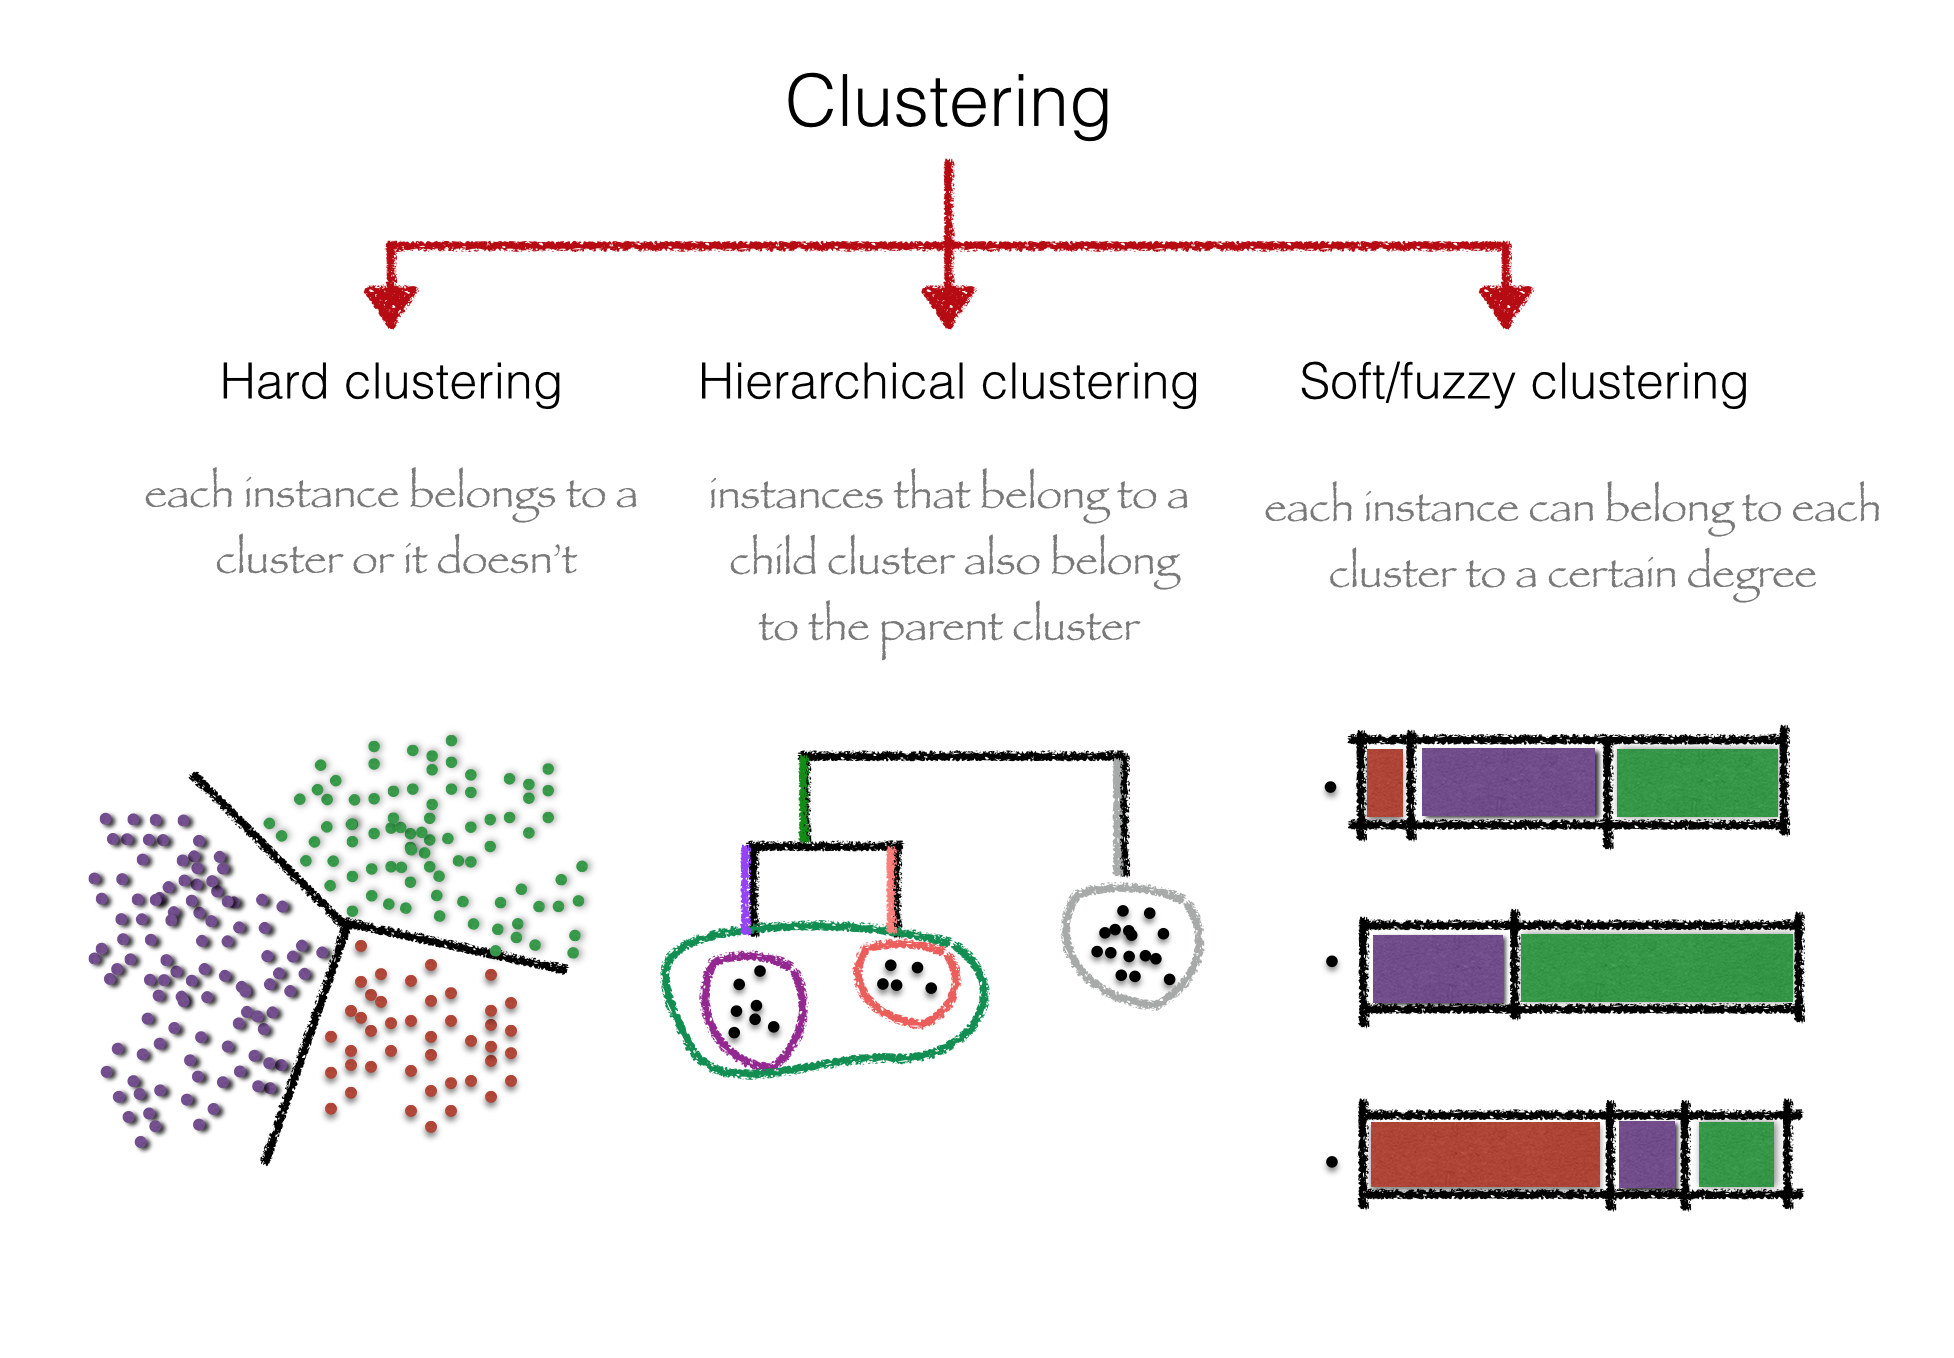 Clustering
Hard clustering
each instance belongs to a
cluster or it doesn't
Hierarchical clustering
instances that belong to a
child cluster also belong
to the parent cluster
Soft/fuzzy clustering
each instance can belong to each
cluster to a certain degree